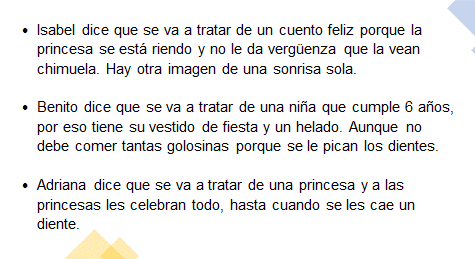 • Isabel dice que se va a tratar de un cuento feliz porque la
princesa se está riendo y no le da vergüenza que la vean
chimuela. Hay otra imagen de una sonrisa sola.
• Benito dice que se va a tratar de una niña que cumple 6 años,
por eso tiene su vestido de fiesta y un helado. Aunque no
debe comer tantas golosinas porque se le pican los dientes.
• Adriana dice que se va a tratar de una princesa y a las
princesas les celebran todo, hasta cuando se les cae un
diente.